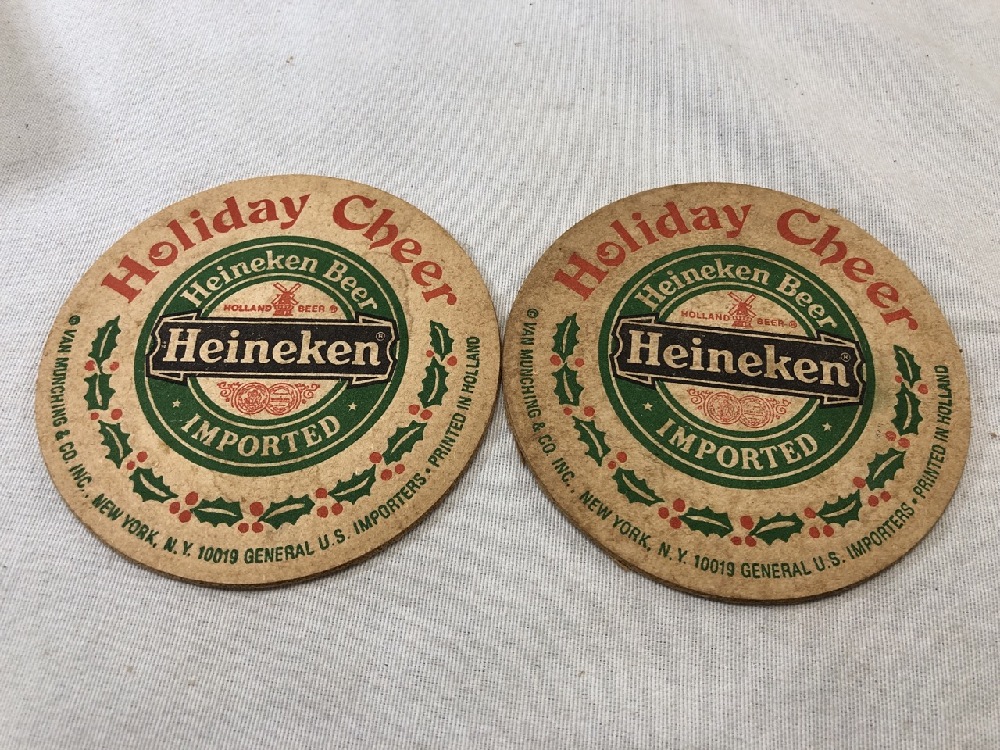 Holiday Cheer
Heineken Beer
HOLLAND BEER ®
Heineken®
IMPORTED
© VAN MUNCHING & CO. INC., NEW YORK, N.Y. 10019 GENERAL U.S. IMPORTERS • PRINTED IN HOLLAND
Holiday Cheer
Heineken Beer
HOLLAND BEER ®
Heineken®
IMPORTED
© VAN MUNCHING & CO. INC., NEW YORK, N.Y. 10019 GENERAL U.S. IMPORTERS • PRINTED IN HOLLAND